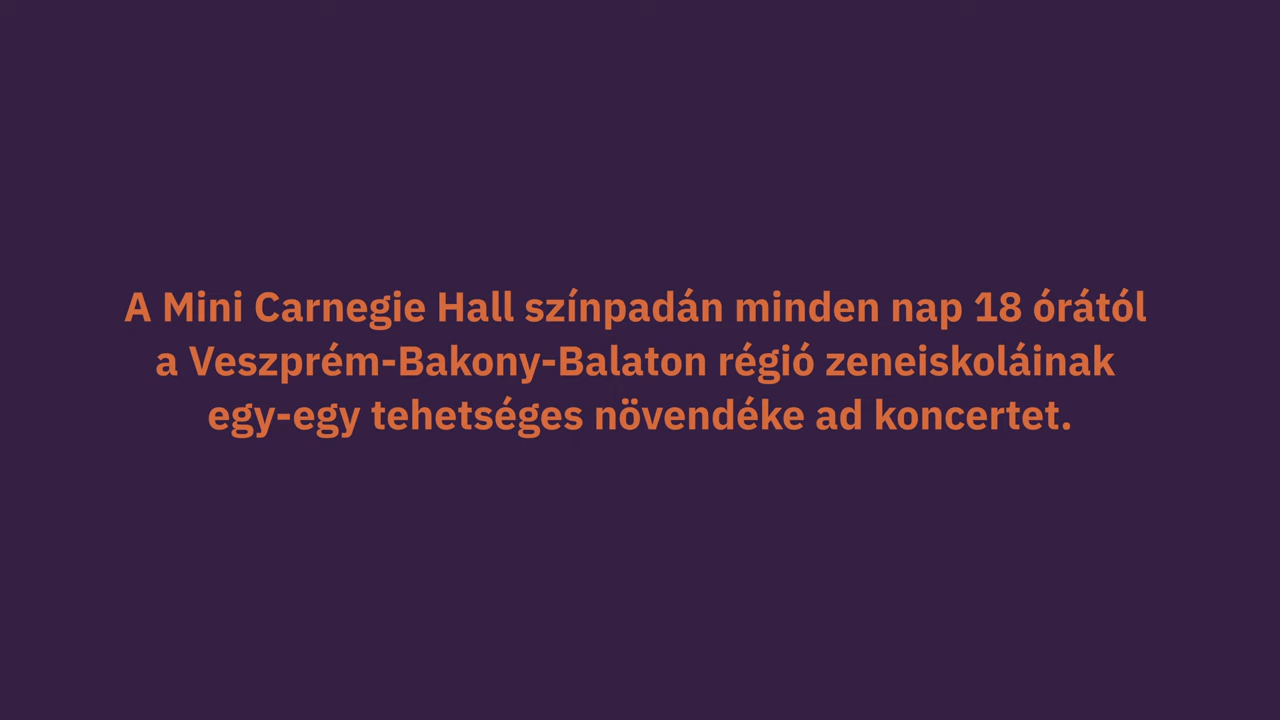 A Mini Carnegie Hall színpadán minden nap 18 órától
a Veszprém-Bakony-Balaton régió zeneiskoláinak
egy-egy tehetséges növendéke ad koncertet.